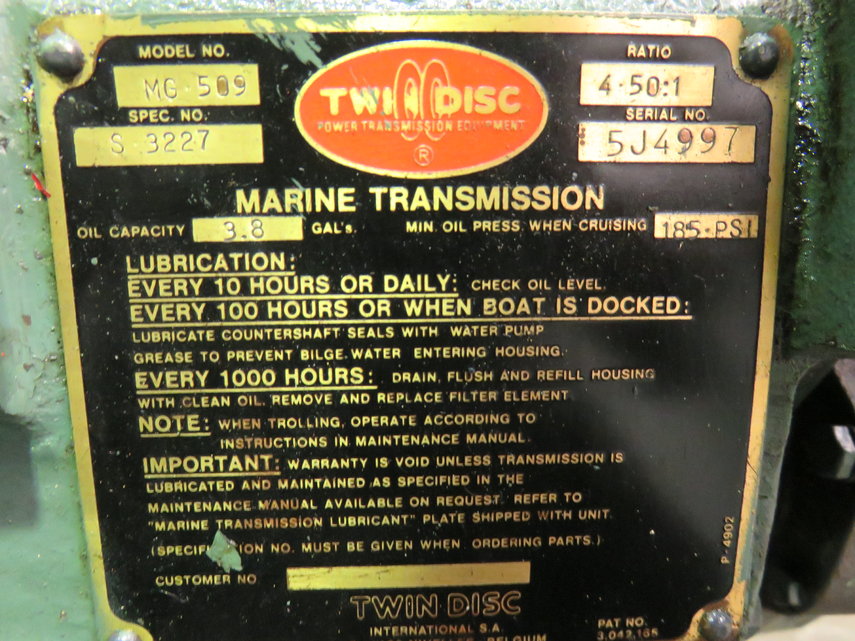 MODEL NO.
MG·509
SPEC. NO.
S 3227
TWIN DISC
POWER TRANSMISSION EQUIPMENT
®
RATIO
4·50:1
SERIAL NO.
5J4997
MARINE TRANSMISSION
OIL CAPACITY 3.8 GAL's. MIN. OIL PRESS. WHEN CRUISING 185·PSI
LUBRICATION:
EVERY 10 HOURS OR DAILY: CHECK OIL LEVEL.
EVERY 100 HOURS OR WHEN BOAT IS DOCKED:
LUBRICATE COUNTERSHAFT SEALS WITH WATER PUMP
GREASE TO PREVENT BILGE WATER ENTERING HOUSING.
EVERY 1000 HOURS: DRAIN, FLUSH AND REFILL HOUSING
WITH CLEAN OIL. REMOVE AND REPLACE FILTER ELEMENT
NOTE: WHEN TROLLING, OPERATE ACCORDING TO
INSTRUCTIONS IN MAINTENANCE MANUAL.
IMPORTANT: WARRANTY IS VOID UNLESS TRANSMISSION IS
LUBRICATED AND MAINTAINED AS SPECIFIED IN THE
MAINTENANCE MANUAL AVAILABLE ON REQUEST. REFER TO
"MARINE TRANSMISSION LUBRICANT" PLATE SHIPPED WITH UNIT.
(SPECIFICATION NO. MUST BE GIVEN WHEN ORDERING PARTS.)
P-4902
CUSTOMER NO
TWIN DISC
INTERNATIONAL S.A.
BELGIUM
PAT NO.
3.042,165